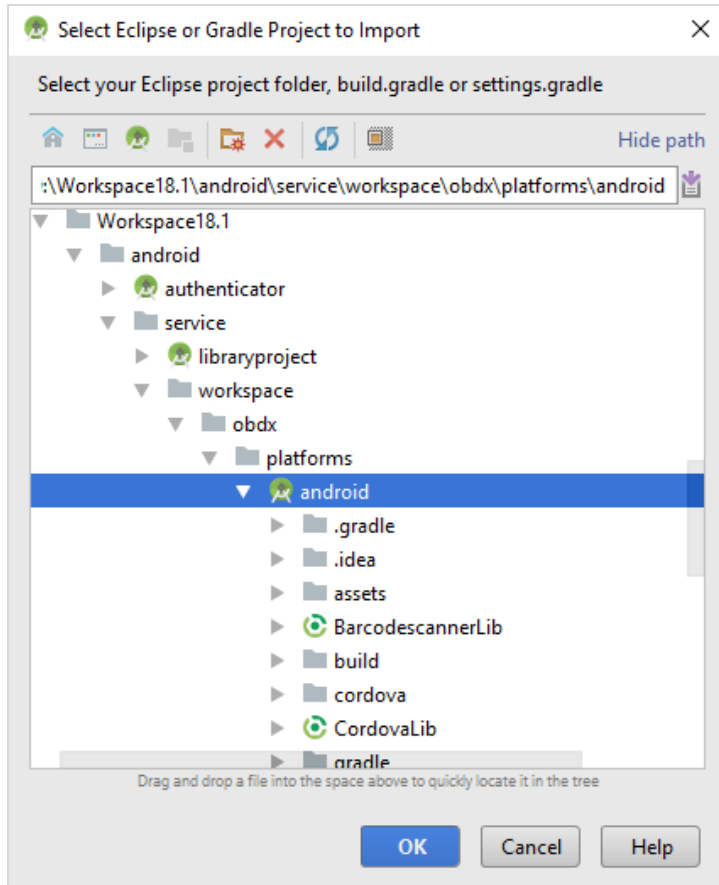 Select Eclipse or Gradle Project to Import
Select your Eclipse project folder, build.gradle or settings.gradle
Hide path
:\Workspace18.1\android\service\workspace\obdx\platforms\android
Workspace18.1
android
authenticator
service
libraryproject
workspace
obdx
platforms
android
.gradle
.idea
assets
BarcodescannerLib
build
cordova
CordovaLib
gradle
Drag and drop a file into the space above to quickly locate it in the tree
OK Cancel Help